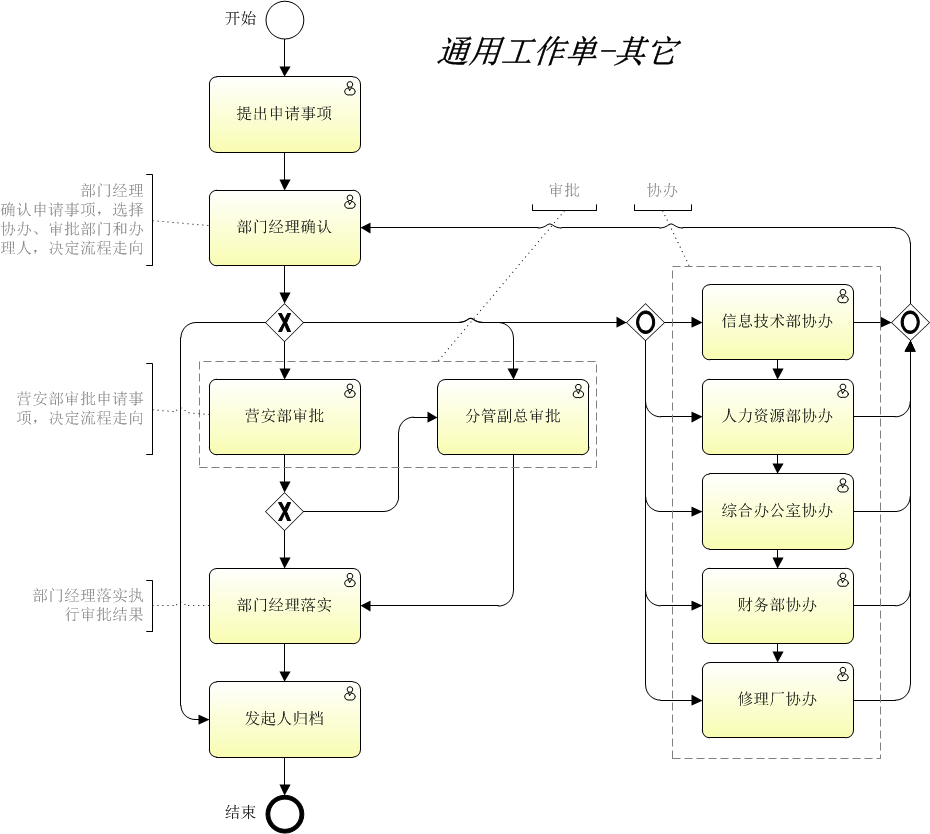 开始
通用工作单-其它
提出申请事项
部门经理
确认申请事项，选择
协办、审批部门和办
理人，决定流程走向
部门经理确认
审批
协办
X
信息技术部协办
营安部审批申请事
项，决定流程走向
营安部审批
分管副总审批
人力资源部协办
X
综合办公室协办
部门经理落实执
行审批结果
部门经理落实
财务部协办
发起人归档
修理厂协办
结束